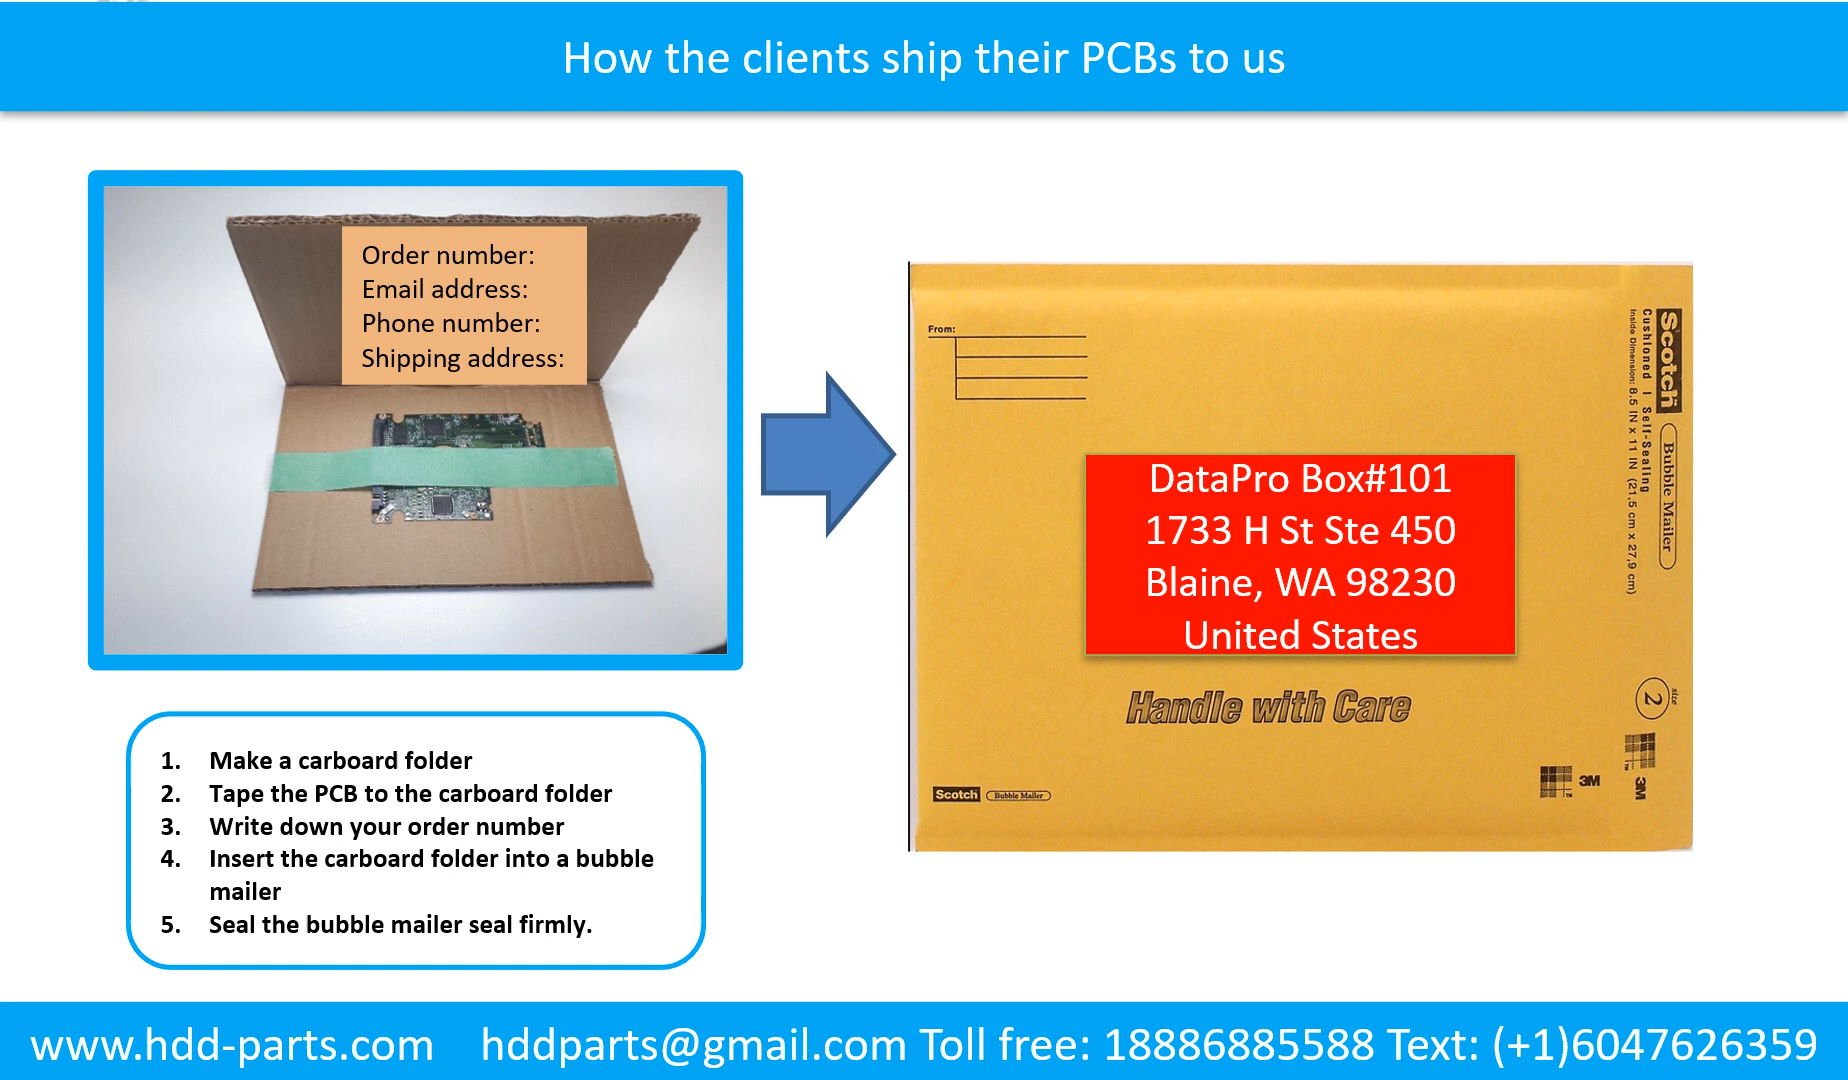 How the clients ship their PCBs to us
Order number:
Email address:
Phone number:
Shipping address:
From:
Scotch
Bubble Mailer
Cushioned | Self-Sealing
Inside Dimension: 8.5 IN x 11 IN (21,5 cm x 27,9 cm)
DataPro Box#101
1733 H St Ste 450
Blaine, WA 98230
United States
Handle with Care
size
2
Scotch Bubble Mailer
TM 3M
TM 3M
1. Make a carboard folder
2. Tape the PCB to the carboard folder
3. Write down your order number
4. Insert the carboard folder into a bubble
mailer
5. Seal the bubble mailer seal firmly.
www.hdd-parts.com hddparts@gmail.com Toll free: 18886885588 Text: (+1)6047626359